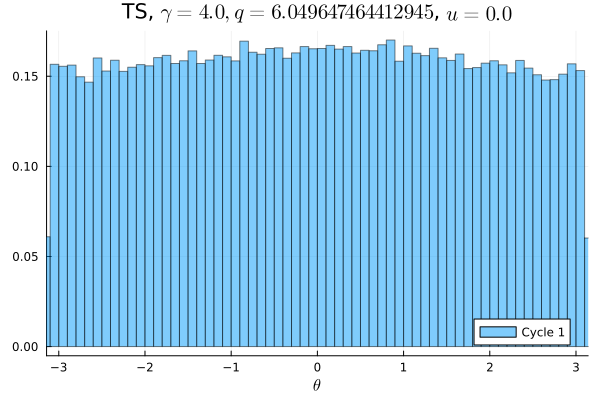 TS, γ = 4.0, q = 6.049647464412945, u = 0.0
0.15
0.10
0.05
0.00
−3 −2 −1 0 1 2 3
θ
Cycle 1